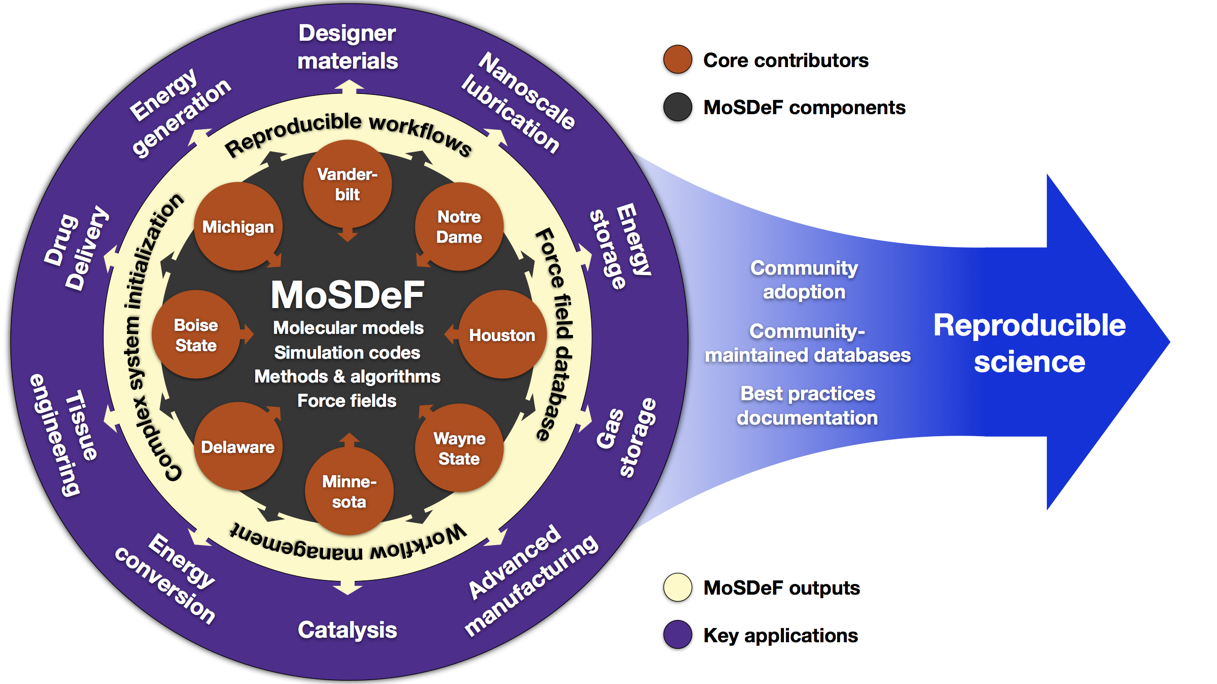 Designer
materials
Nanoscale
lubrication
Energy
storage
Gas
storage
Advanced
manufacturing
Catalysis
Energy
conversion
Tissue
engineering
Drug
Delivery
Energy
generation
Reproducible workflows
Force field database
Workflow management
Complex system initialization
Vander-
bilt
Notre
Dame
Houston
Wayne
State
Minne-
sota
Delaware
Boise
State
Michigan
MoSDeF
Molecular models
Simulation codes
Methods & algorithms
Force fields
Core contributors
MoSDeF components
Community
adoption
Community-
maintained databases
Best practices
documentation
Reproducible
science
MoSDeF outputs
Key applications